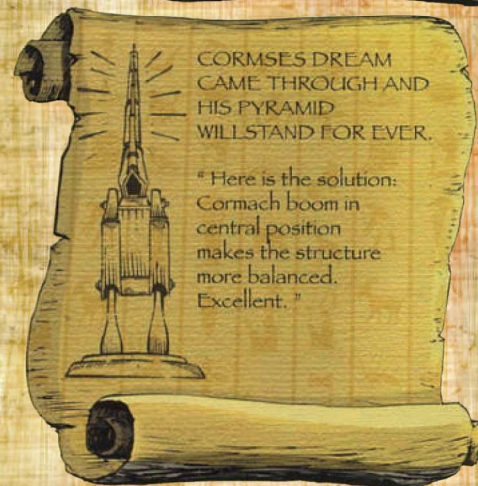 CORMSES DREAM
CAME THROUGH AND
HIS PYRAMID
WILLSTAND FOR EVER.
" Here is the solution:
Cormach boom in
central position
makes the structure
more balanced.
Excellent. "